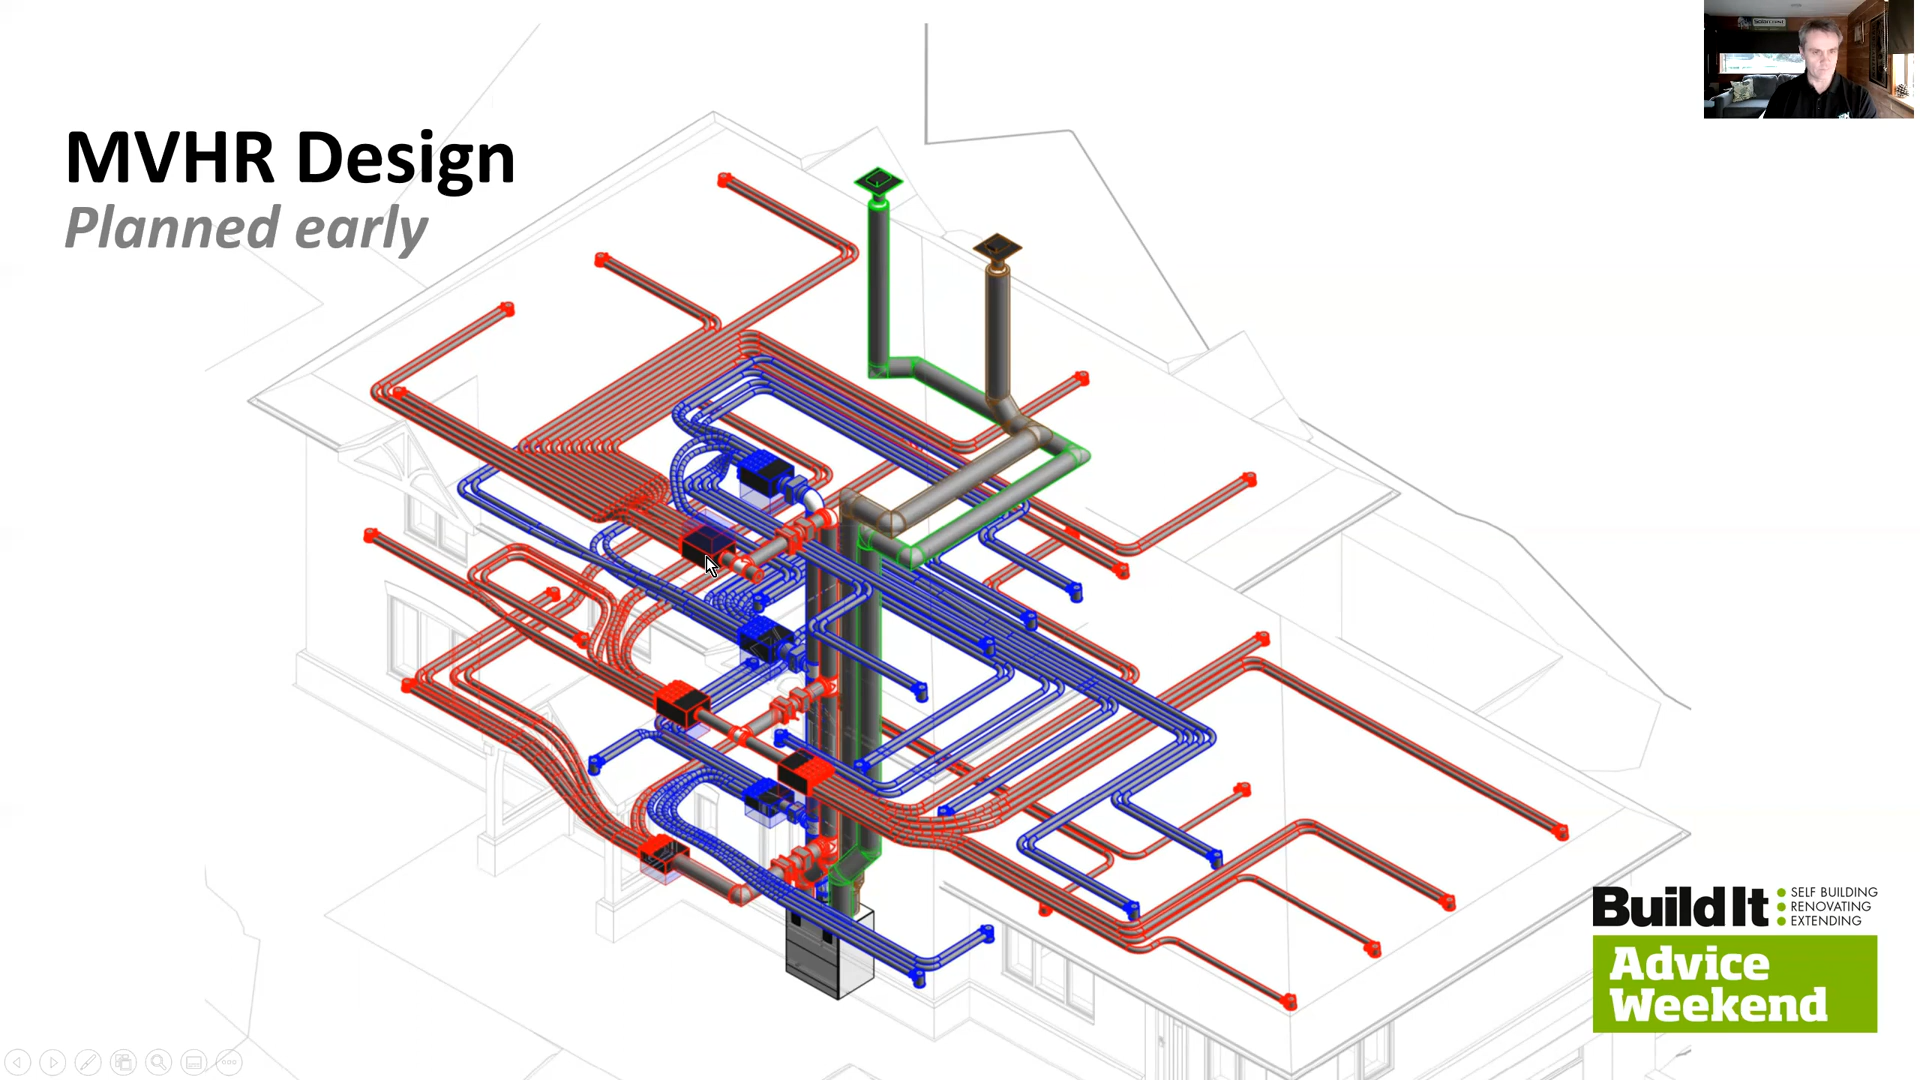 MVHR Design
Planned early
Build It
SELF BUILDING
RENOVATING
EXTENDING
Advice
Weekend